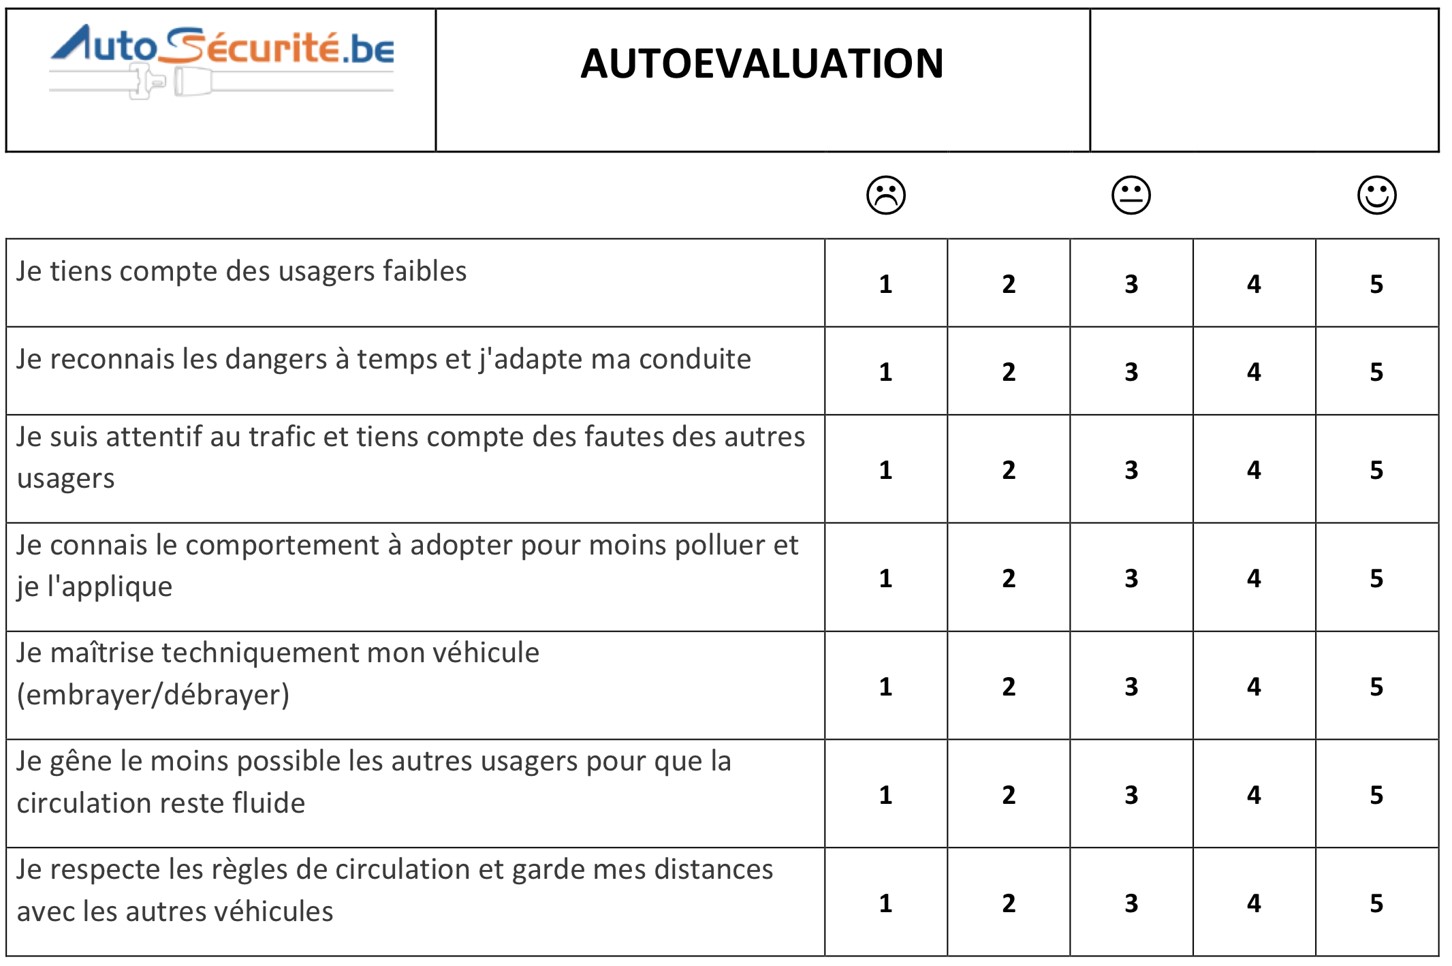 AutoSécurité.be
AUTOEVALUATION
Je tiens compte des usagers faibles
1 2 3 4 5
Je reconnais les dangers à temps et j'adapte ma conduite
1 2 3 4 5
Je suis attentif au trafic et tiens compte des fautes des autres
usagers
1 2 3 4 5
Je connais le comportement à adopter pour moins polluer et
je l'applique
1 2 3 4 5
Je maîtrise techniquement mon véhicule
(embrayer/débrayer)
1 2 3 4 5
Je gêne le moins possible les autres usagers pour que la
circulation reste fluide
1 2 3 4 5
Je respecte les règles de circulation et garde mes distances
avec les autres véhicules
1 2 3 4 5